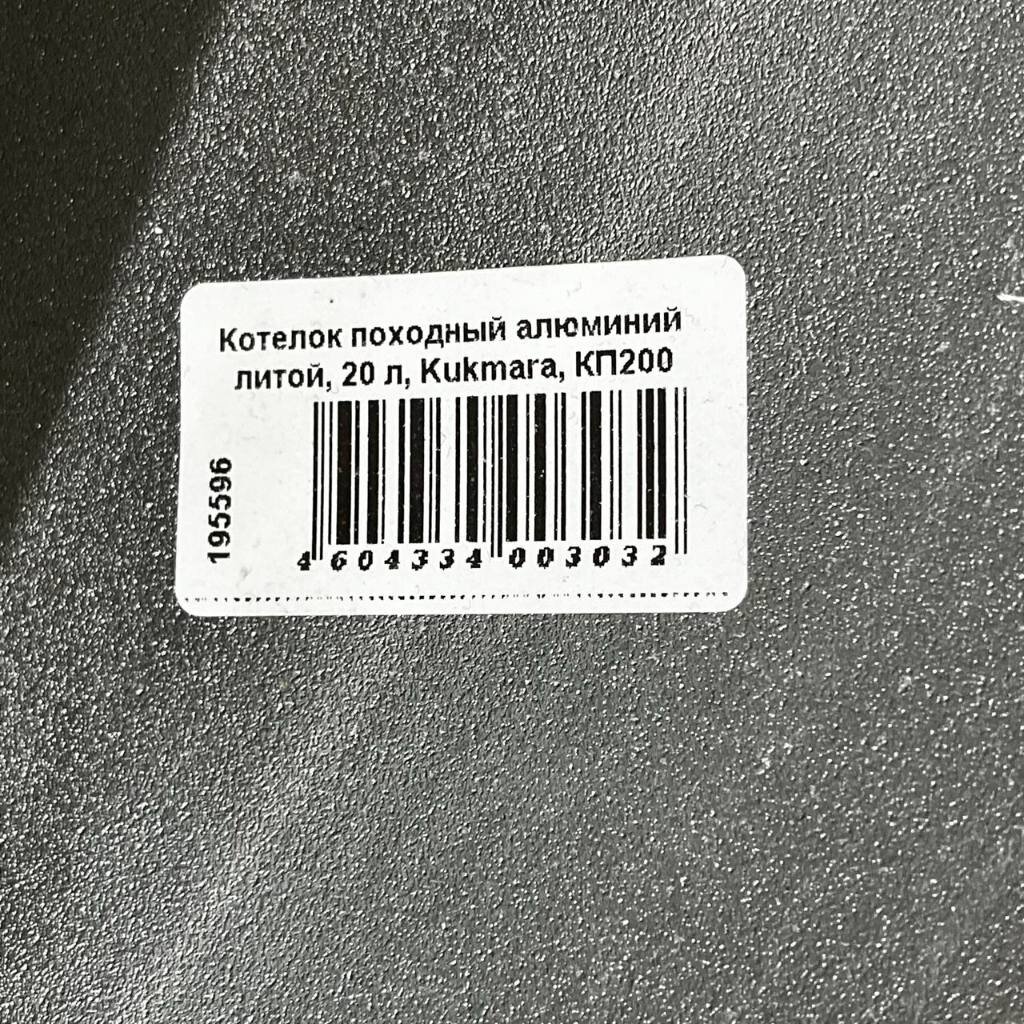 Котелок походный алюминий
литой, 20 л, Kukmara, КП200
195596
4 604334 003032